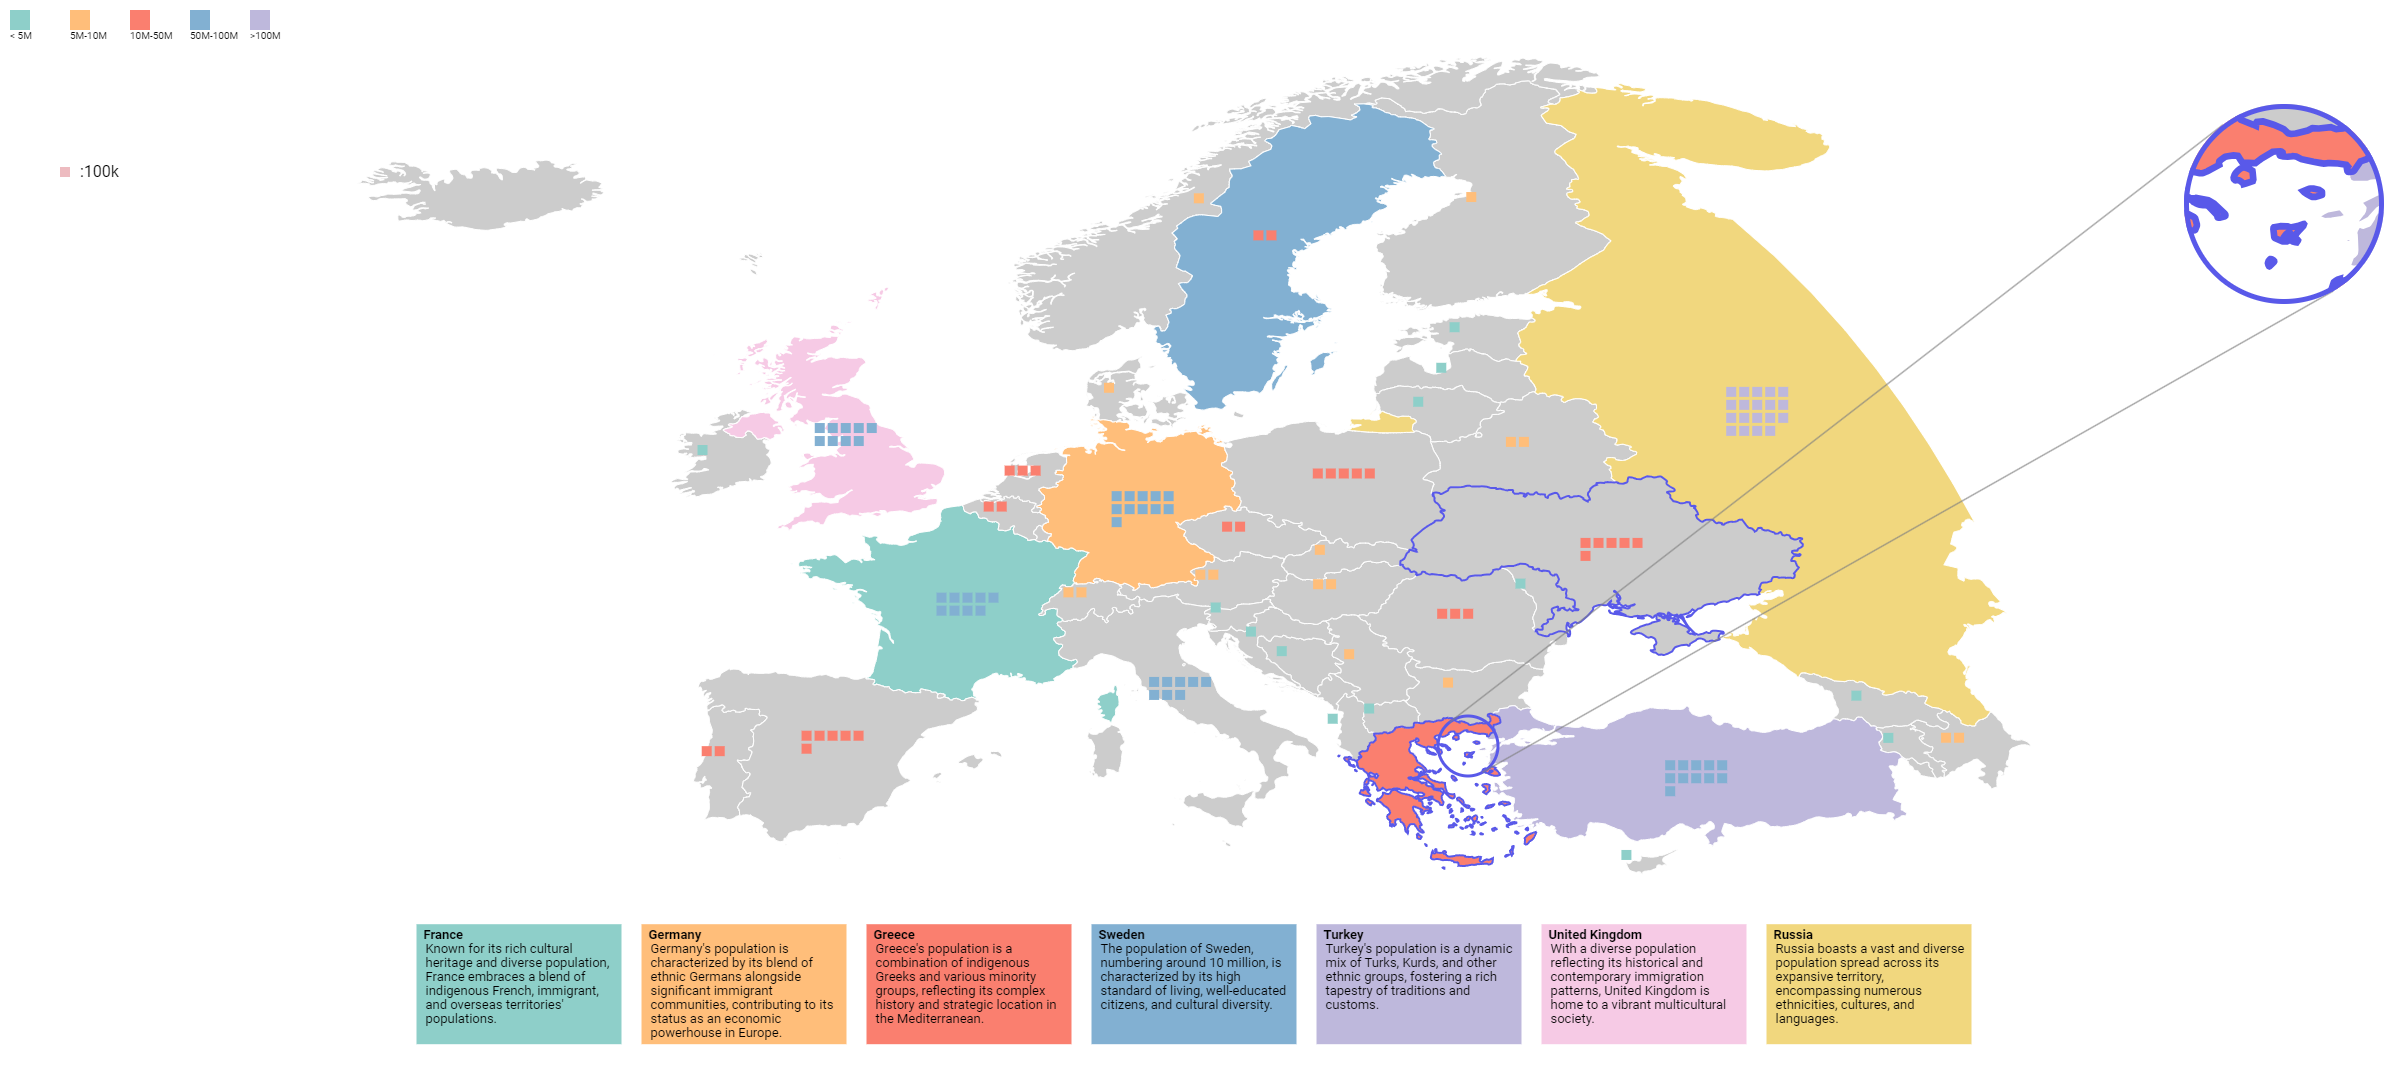 < 5M
5M-10M
10M-50M
50M-100M
>100M
:100k
France
Known for its rich cultural
heritage and diverse population,
France embraces a blend of
indigenous French, immigrant,
and overseas territories'
populations.
Germany
Germany's population is
characterized by its blend of
ethnic Germans alongside
significant immigrant
communities, contributing to its
status as an economic
powerhouse in Europe.
Greece
Greece's population is a
combination of indigenous
Greeks and various minority
groups, reflecting its complex
history and strategic location in
the Mediterranean.
Sweden
The population of Sweden,
numbering around 10 million, is
characterized by its high
standard of living, well-educated
citizens, and cultural diversity.
Turkey
Turkey's population is a dynamic
mix of Turks, Kurds, and other
ethnic groups, fostering a rich
tapestry of traditions and
customs.
United Kingdom
With a diverse population
reflecting its historical and
contemporary immigration
patterns, United Kingdom is
home to a vibrant multicultural
society.
Russia
Russia boasts a vast and diverse
population spread across its
expansive territory,
encompassing numerous
ethnicities, cultures, and
languages.